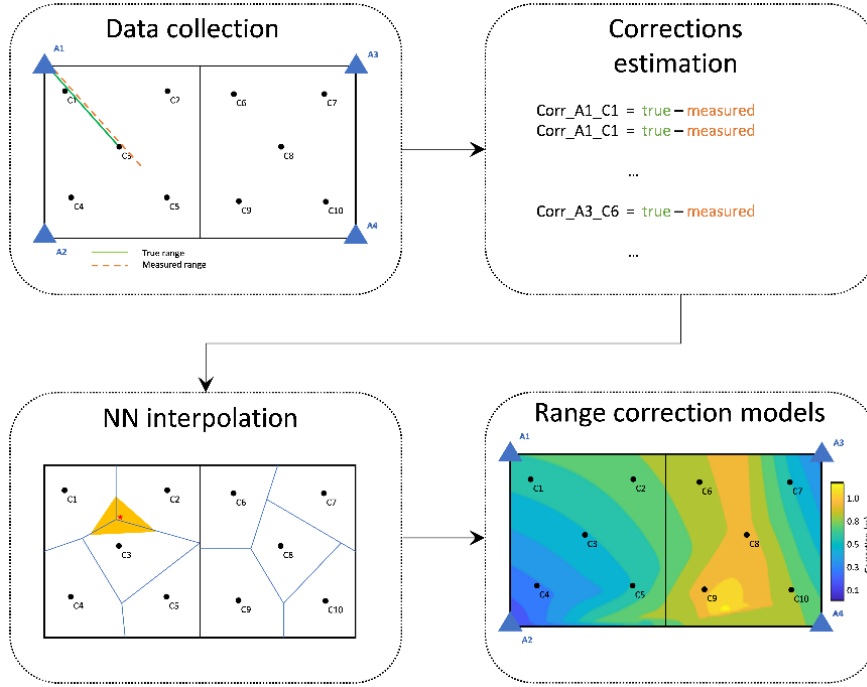 Data collection
A1
A3
C1
C2
C6
C7
C3
C8
C4
C5
C9
C10
A2
A4
True range
Measured range
Corrections
estimation
Corr_A1_C1 = true – measured
Corr_A1_C1 = true – measured
...
Corr_A3_C6 = true – measured
...
NN interpolation
C1
C2
C6
C7
C3
C8
C4
C5
C9
C10
Range correction models
A1
A3
C1
C2
C6
C7
C3
C8
C4
C5
C9
C10
A2
A4
1.0
0.8
0.5
0.3
0.1